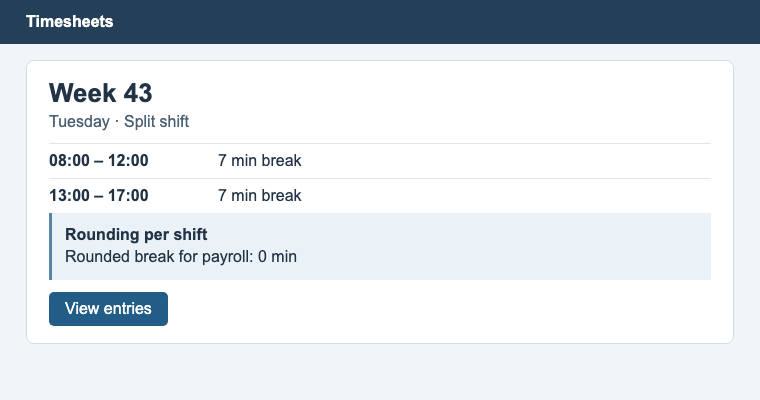 Timesheets
Week 43
Tuesday · Split shift
08:00 – 12:00 7 min break
13:00 – 17:00 7 min break
Rounding per shift
Rounded break for payroll: 0 min
View entries